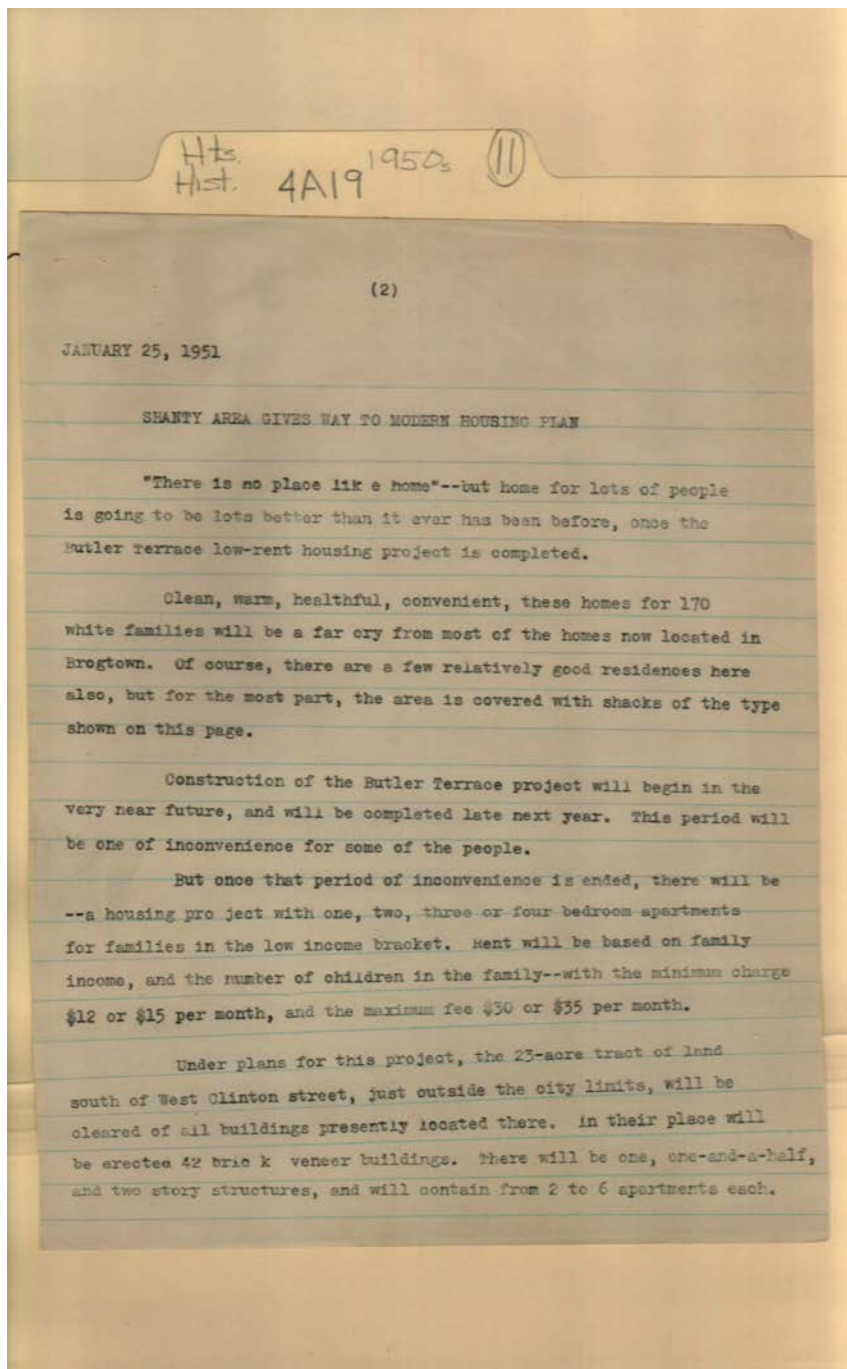 Hts. 1950s 11
Hist. 4A19
(2)
JANUARY 25, 1951
SHANTY AREA GIVES WAY TO MODERN HOUSING PLAN
"There is no place lik e home"--but home for lots of people
is going to be lots better than it ever has been before, once the
Butler Terrace low-rent housing project is completed.
Clean, warm, healthful, convenient, these homes for 170
white families will be a far cry from most of the homes now located in
Brogtown. Of course, there are a few relatively good residences here
also, but for the most part, the area is covered with shacks of the type
shown on this page.
Construction of the Butler Terrace project will begin in the
very near future, and will be completed late next year. This period will
be one of inconvenience for some of the people.
But once that period of inconvenience is ended, there will be
--a housing pro ject with one, two, three or four bedroom apartments
for families in the low income bracket. Rent will be based on family
income, and the number of children in the family--with the minimum charge
$12 or $15 per month, and the maximum fee $30 or $35 per month.
Under plans for this project, the 23-acre tract of land
south of West Clinton street, just outside the city limits, will be
cleared of all buildings presently located there. In their place will
be erected 42 bric k veneer buildings. There will be one, one-and-a-half,
and two story structures, and will contain from 2 to 6 apartments each.